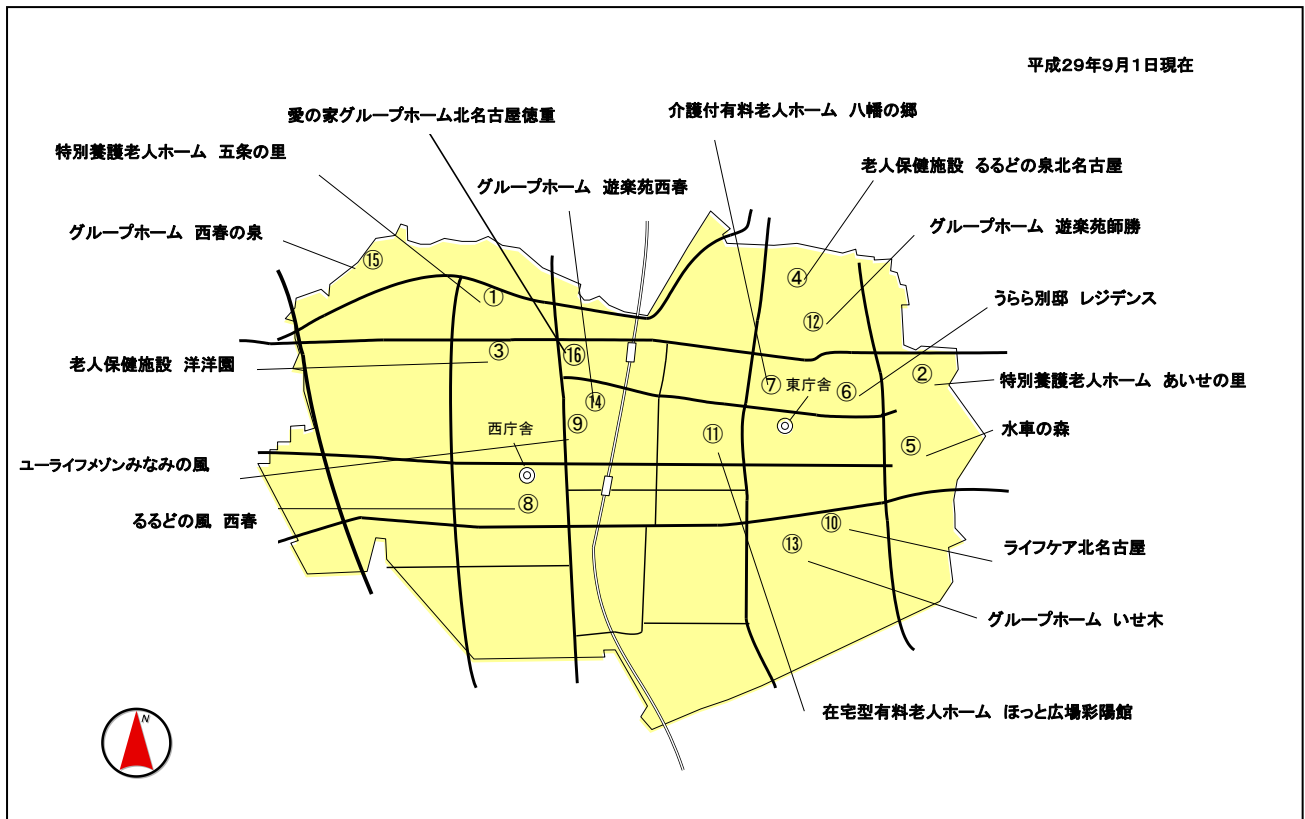 平成29年9月1日現在
愛の家グループホーム北名古屋徳重
介護付有料老人ホーム 八幡の郷
特別養護老人ホーム 五条の里
老人保健施設 るるどの泉北名古屋
グループホーム 遊楽苑西春
グループホーム 西春の泉
グループホーム 遊楽苑師勝
⑮
④
①
うらら別邸 レジデンス
⑫
③
⑯
老人保健施設 洋洋園
②
特別養護老人ホーム あいせの里
⑦
東庁舎
⑥
⑭
⑨
西庁舎
⑪
水車の森
⑤
ユーライフメゾンみなみの風
⑧
るるどの風 西春
⑩
⑬
ライフケア北名古屋
グループホーム いせ木
在宅型有料老人ホーム ほっと広場彩陽館
N